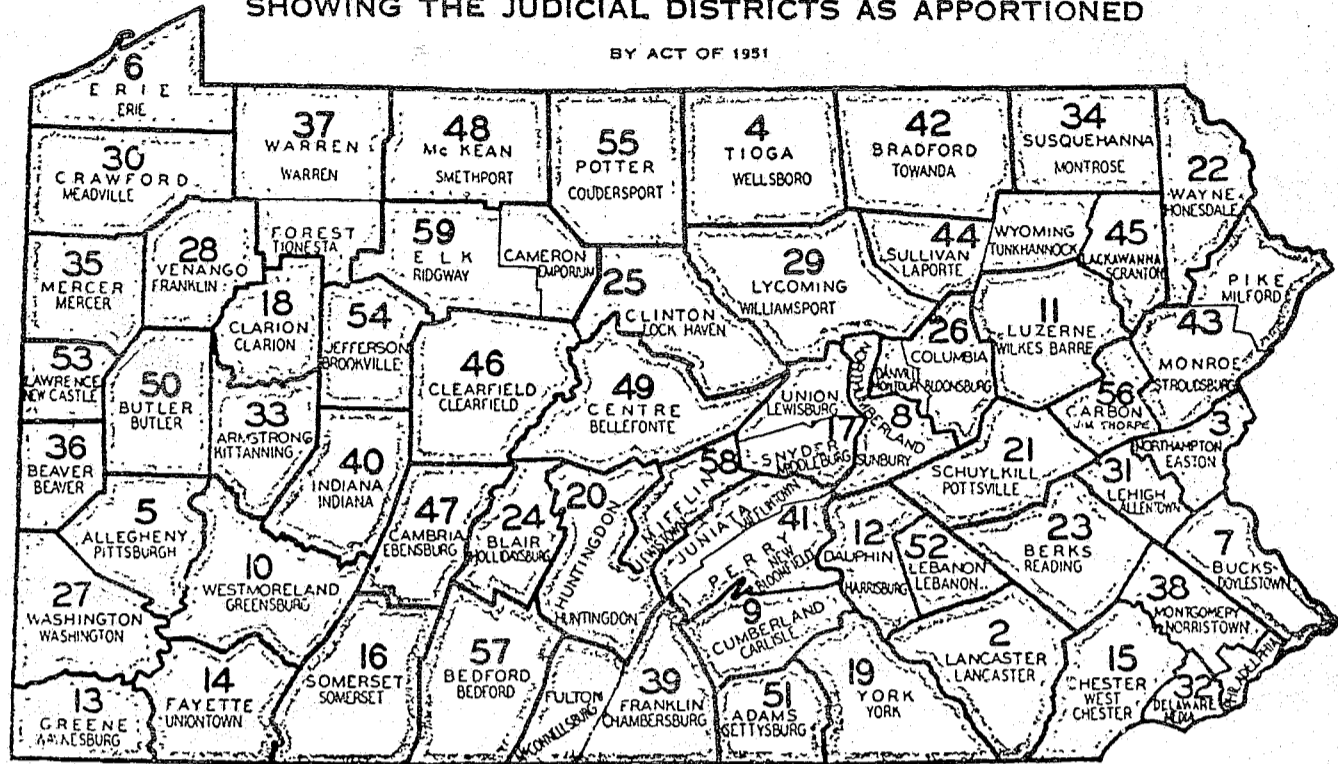 SHOWING THE JUDICIAL DISTRICTS AS APPORTIONED
BY ACT OF 1951
6
ERIE
ERIE
37
WARREN
WARREN
48
Mc KEAN
SMETHPORT
55
POTTER
COUDERSPORT
4
TIOGA
WELLSBORO
42
BRADFORD
TOWANDA
34
SUSQUEHANNA
MONTROSE
22
WAYNE
HONESDALE
30
CRAWFORD
MEADVILLE
28
VENANGO
FRANKLIN
FOREST
TIONESTA
59
ELK
RIDGWAY
CAMERON
EMPORIUM
25
CLINTON
LOCK HAVEN
29
LYCOMING
WILLIAMSPORT
44
SULLIVAN
LAPORTE
WYOMING
TUNKHANNOCK
45
LACKAWANNA
SCRANTON
PIKE
MILFORD
35
MERCER
MERCER
18
CLARION
CLARION
54
JEFFERSON
BROOKVILLE
46
CLEARFIELD
CLEARFIELD
49
CENTRE
BELLEFONTE
UNION
LEWISBURG
26
COLUMBIA
BLOOMSBURG
DANVILLE
MONTOUR
11
LUZERNE
WILKES BARRE
43
MONROE
STROUDSBURG
53
LAWRENCE
NEW CASTLE
50
BUTLER
BUTLER
33
ARMSTRONG
KITTANNING
40
INDIANA
INDIANA
17
SNYDER
MIDDLEBURG
8
NORTHUMBERLAND
SUNBURY
21
SCHUYLKILL
POTTSVILLE
56
CARBON
JIM THORPE
3
NORTHAMPTON
EASTON
36
BEAVER
BEAVER
5
ALLEGHENY
PITTSBURGH
10
WESTMORELAND
GREENSBURG
47
CAMBRIA
EBENSBURG
24
BLAIR
HOLLIDAYSBURG
20
HUNTINGDON
HUNTINGDON
58
MIFFLIN
LEWISTOWN
JUNIATA
MIFFLINTOWN
41
PERRY
NEW
BLOOMFIELD
12
DAUPHIN
HARRISBURG
52
LEBANON
LEBANON
23
BERKS
READING
31
LEHIGH
ALLENTOWN
7
BUCKS
DOYLESTOWN
27
WASHINGTON
WASHINGTON
9
CUMBERLAND
CARLISLE
38
MONTGOMERY
NORRISTOWN
13
GREENE
WAYNESBURG
14
FAYETTE
UNIONTOWN
16
SOMERSET
SOMERSET
57
BEDFORD
BEDFORD
FULTON
McCONNELLSBURG
39
FRANKLIN
CHAMBERSBURG
51
ADAMS
GETTYSBURG
19
YORK
YORK
2
LANCASTER
LANCASTER
15
CHESTER
WEST
CHESTER
32
DELAWARE
MEDIA
PHILADELPHIA